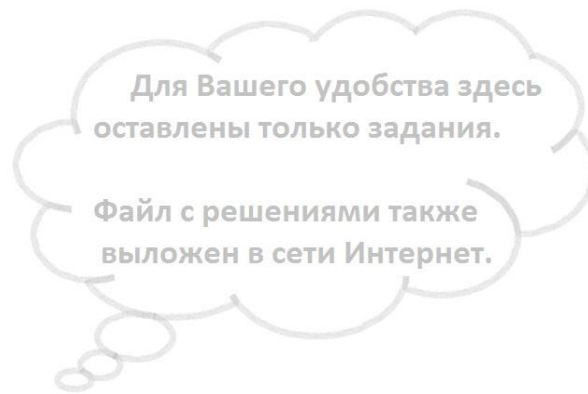 Для Вашего удобства здесь
оставлены только задания.
Файл с решениями также
выложен в сети Интернет.